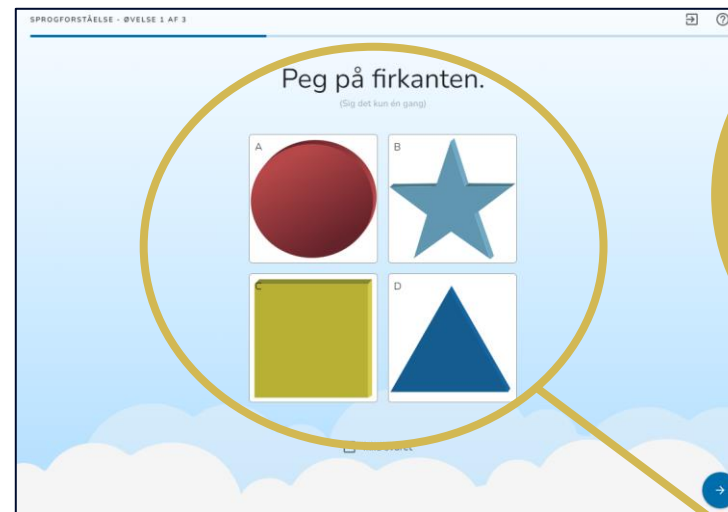 SPROGFORSTÅELSE - ØVELSE 1 AF 3
Peg på firkanten.
(Sig det kun én gang)
A
B
C
D